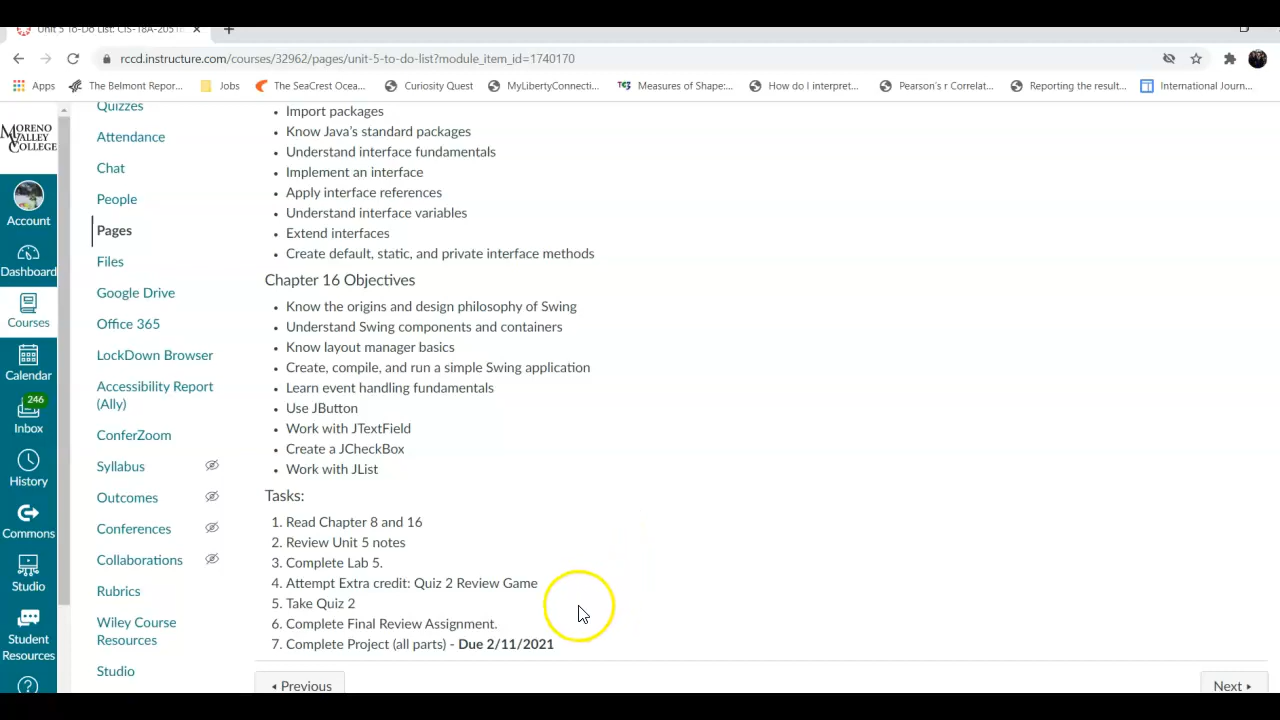 Unit 5 To-Do List: CIS-18A-2051
rccd.instructure.com/courses/32962/pages/unit-5-to-do-list?module_item_id=1740170
Apps
The Belmont Repor...
Jobs
The SeaCrest Ocea...
Curiosity Quest
MyLibertyConnecti...
Measures of Shape:...
How do I interpret...
Pearson's r Correlat...
Reporting the result...
International Journ...
MORENO
VALLEY
COLLEGE
Account
Dashboard
Courses
Calendar
246
Inbox
History
Commons
Studio
Student
Resources
Quizzes
Attendance
Chat
People
Pages
Files
Google Drive
Office 365
LockDown Browser
Accessibility Report
(Ally)
ConferZoom
Syllabus
Outcomes
Conferences
Collaborations
Rubrics
Wiley Course
Resources
Studio
• Import packages
• Know Java's standard packages
• Understand interface fundamentals
• Implement an interface
• Apply interface references
• Understand interface variables
• Extend interfaces
• Create default, static, and private interface methods
Chapter 16 Objectives
• Know the origins and design philosophy of Swing
• Understand Swing components and containers
• Know layout manager basics
• Create, compile, and run a simple Swing application
• Learn event handling fundamentals
• Use JButton
• Work with JTextField
• Create a JCheckBox
• Work with JList
Tasks:
1. Read Chapter 8 and 16
2. Review Unit 5 notes
3. Complete Lab 5.
4. Attempt Extra credit: Quiz 2 Review Game
5. Take Quiz 2
6. Complete Final Review Assignment.
7. Complete Project (all parts) - Due 2/11/2021
◂ Previous
Next ▸